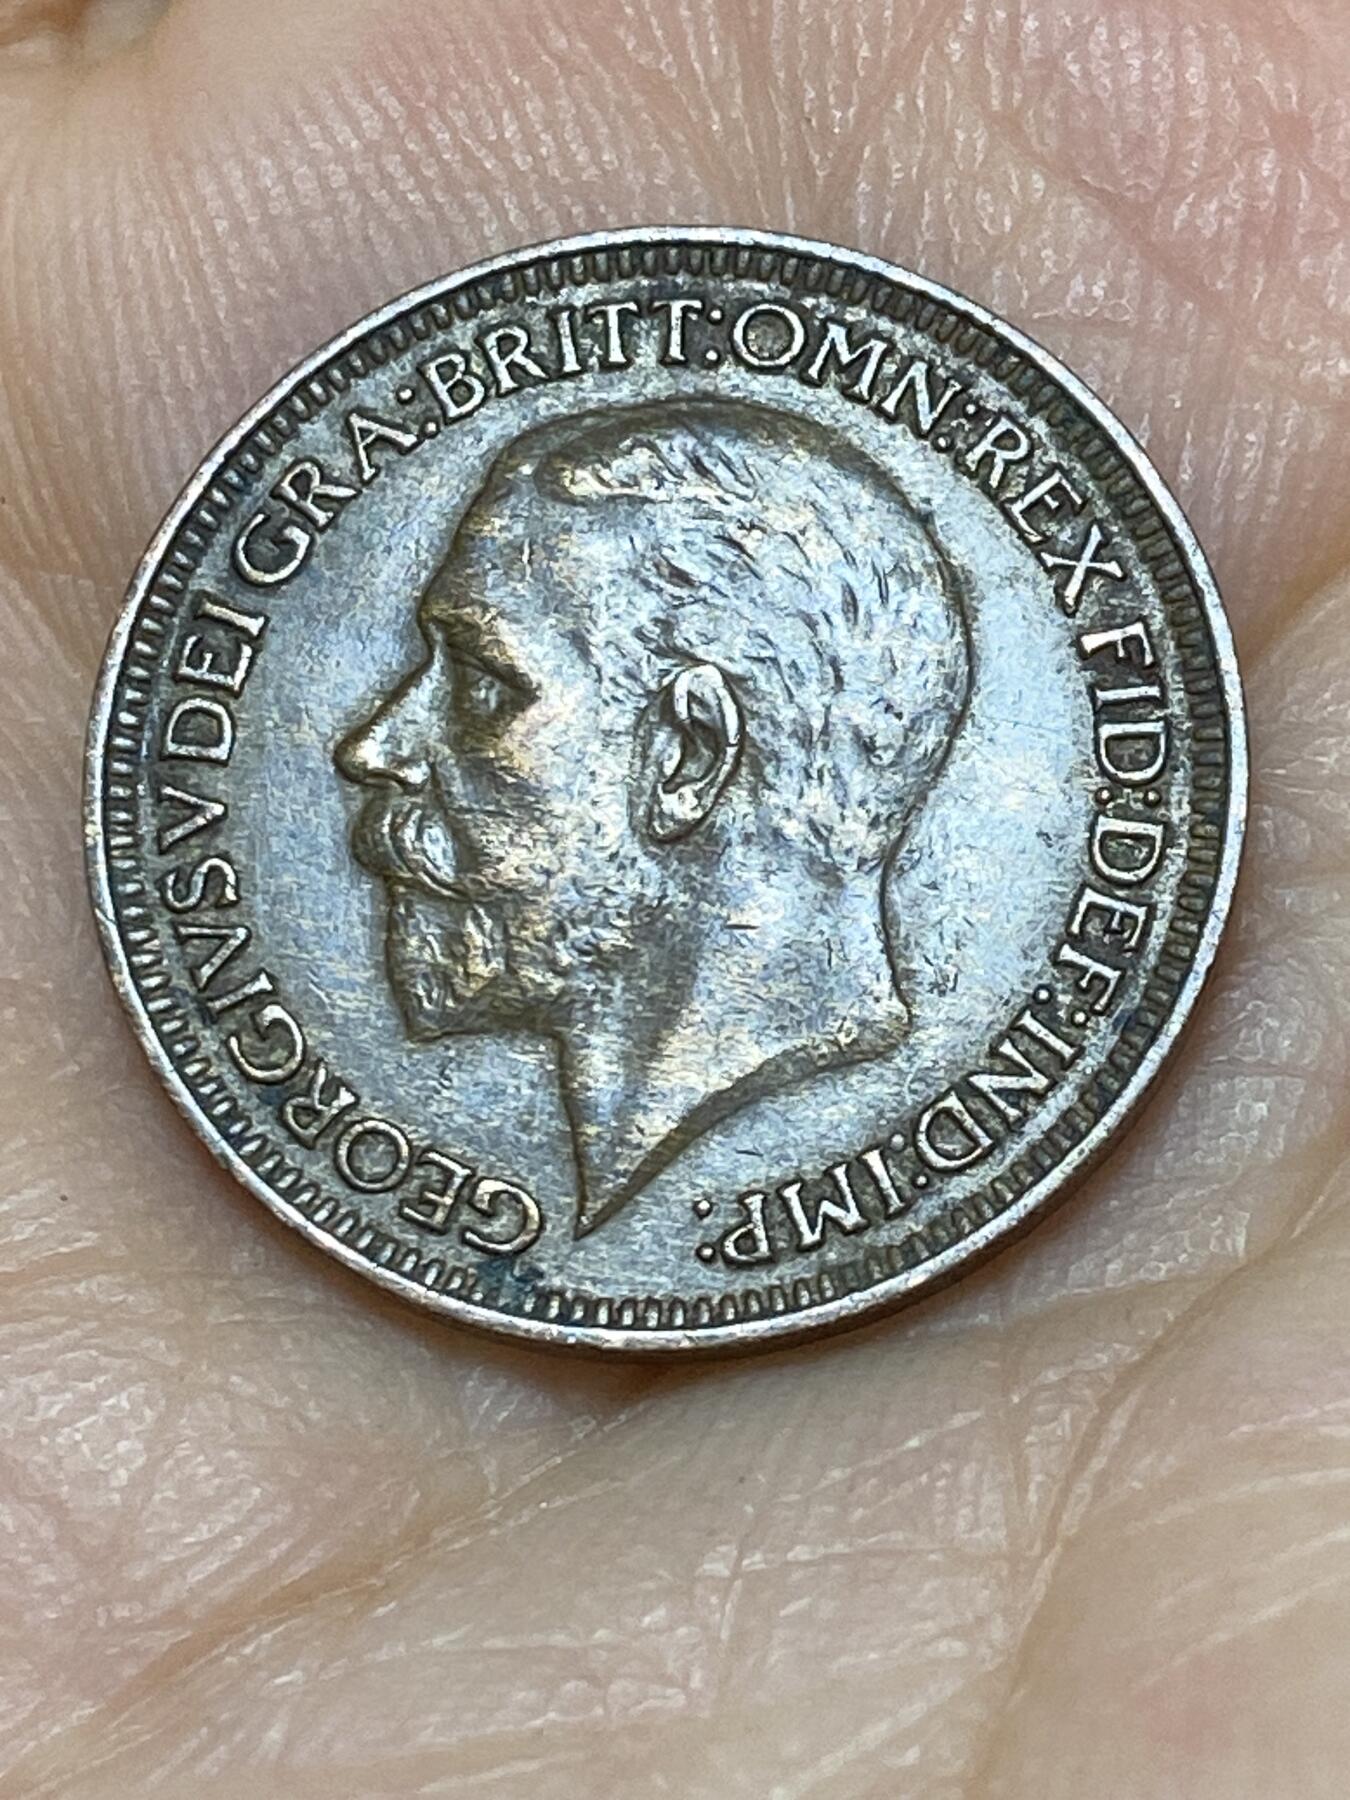 GEORGIVS V DEI GRA: BRITT: OMN: REX FID: DEF: IND: IMP: